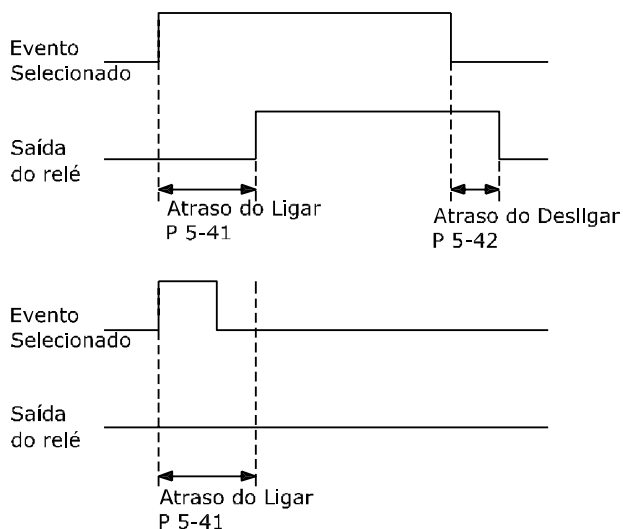 Evento
Selecionado
Saída
do relé
Atraso do Ligar
P 5-41
Atraso do Desligar
P 5-42
Evento
Selecionado
Saída
do relé
Atraso do Ligar
P 5-41